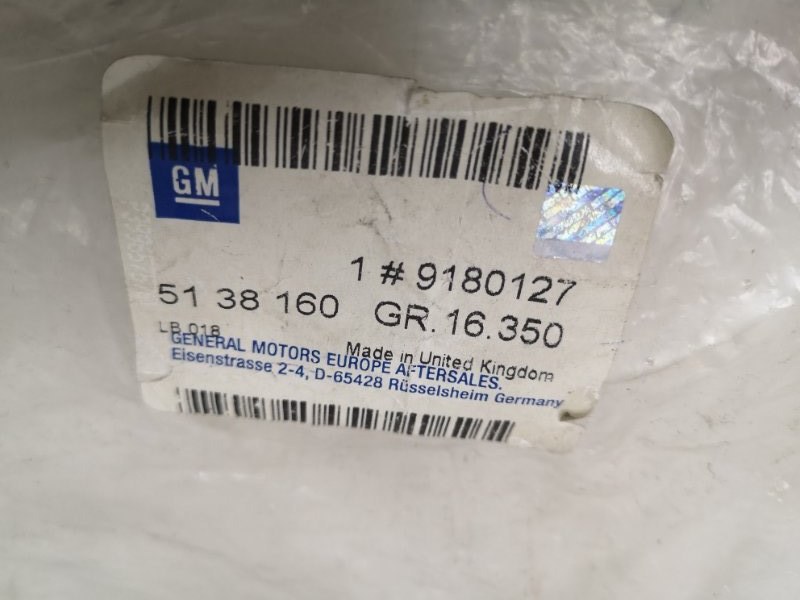 GM
1 # 9180127
51 38 160 GR. 16.350
LB 018
Made in United Kingdom
GENERAL MOTORS EUROPE AFTERSALES.
Eisenstrasse 2-4, D-65428 Rüsselsheim Germany